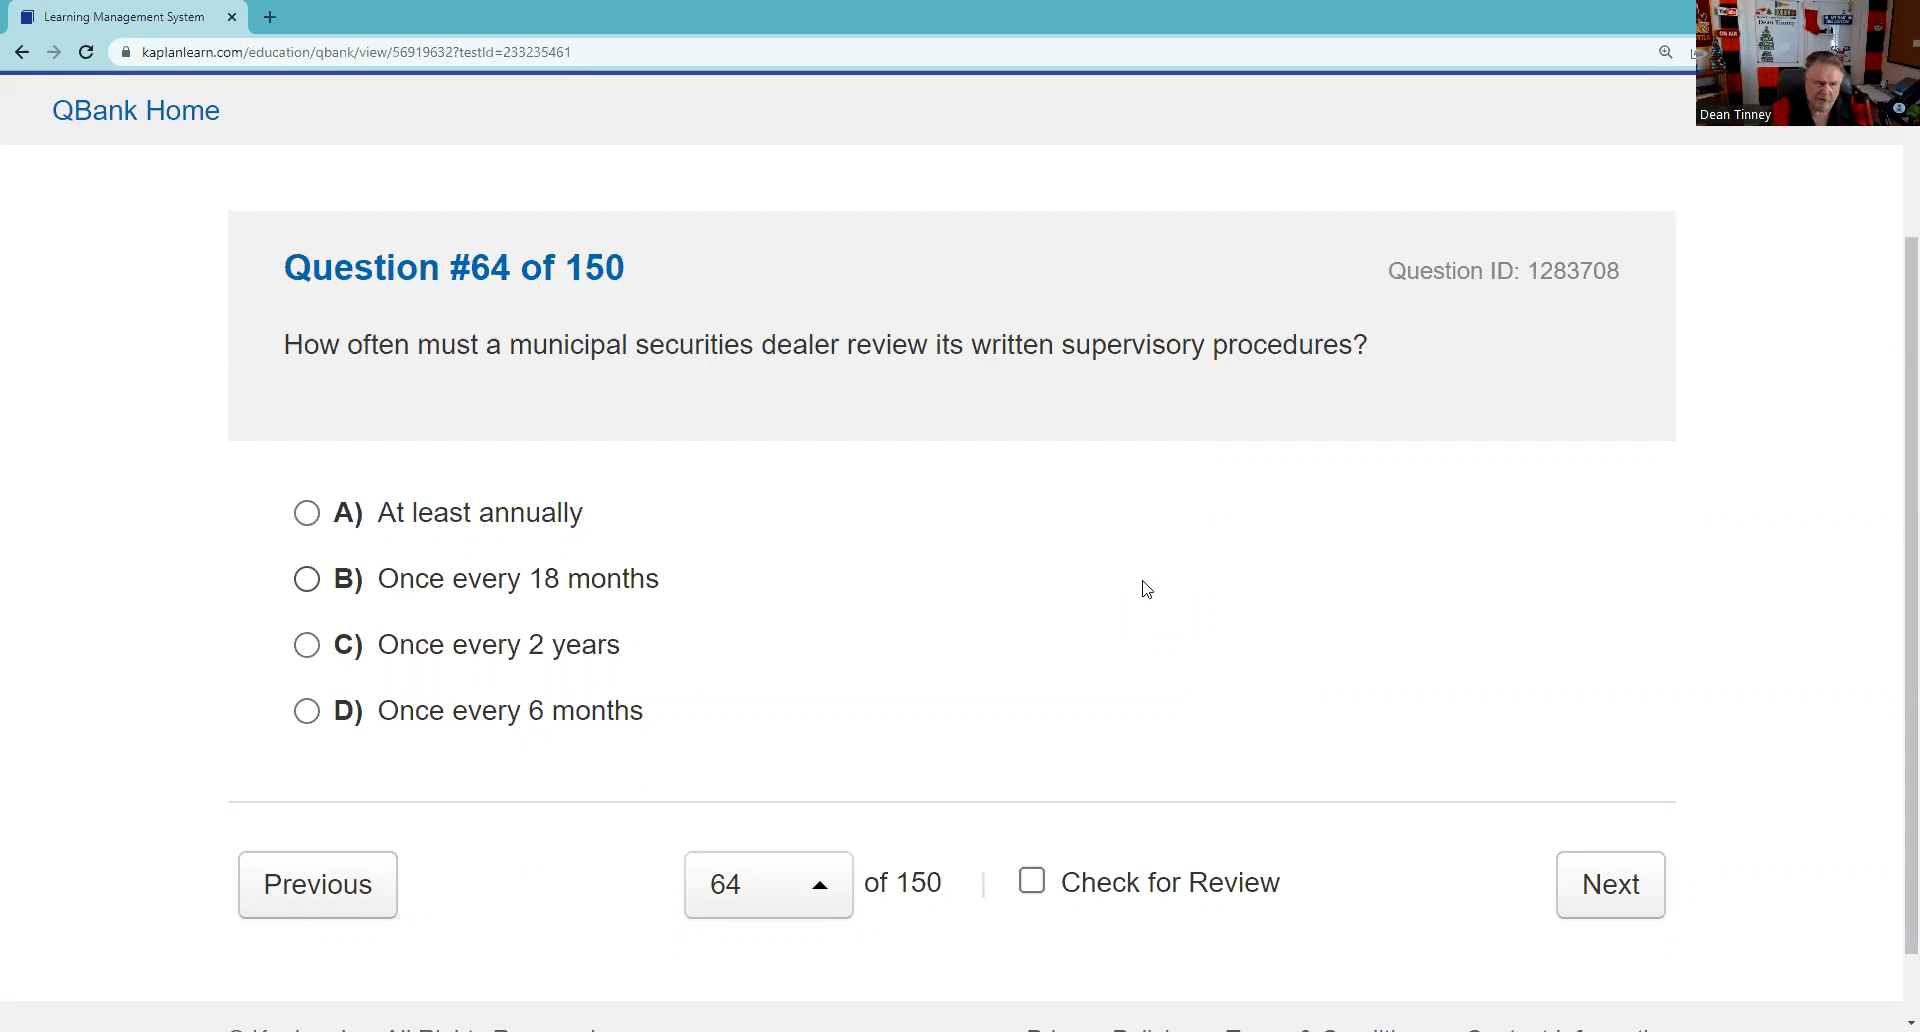 Learning Management System
kaplanlearn.com/education/qbank/view/56919632?testId=233235461
ON AIR
Dean Tinney
QBank Home
Question #64 of 150
Question ID: 1283708
How often must a municipal securities dealer review its written supervisory procedures?
A) At least annually
B) Once every 18 months
C) Once every 2 years
D) Once every 6 months
Previous
64
of 150
Check for Review
Next